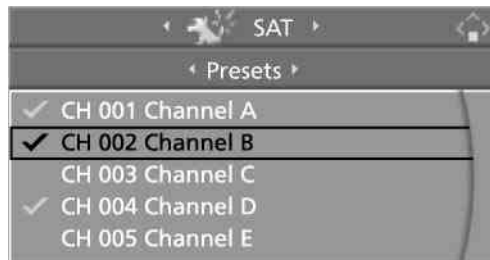 SAT
Presets
CH 001 Channel A
CH 002 Channel B
CH 003 Channel C
CH 004 Channel D
CH 005 Channel E